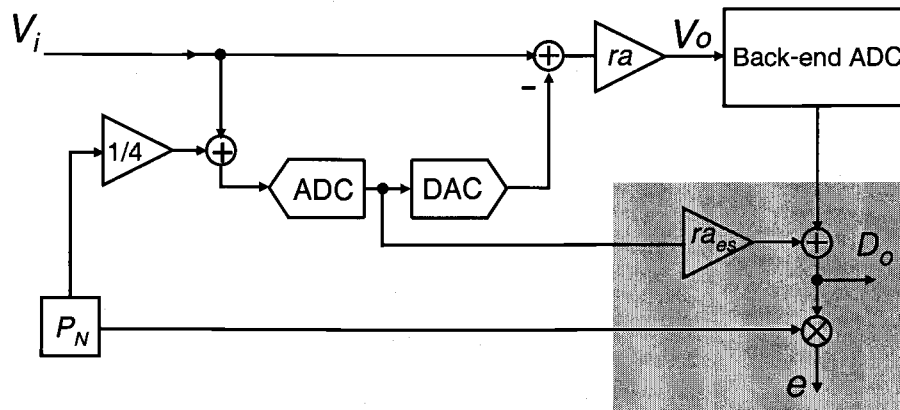 V_i
ra
V_o
Back-end ADC
-
1/4
+
+
ADC
DAC
ra_es
+
D_o
P_N
×
e